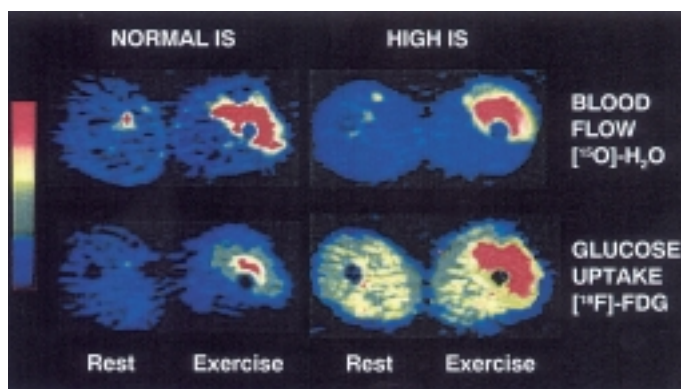 NORMAL IS HIGH IS
BLOOD
FLOW
[¹⁵O]-H₂O
GLUCOSE
UPTAKE
[¹⁸F]-FDG
Rest Exercise Rest Exercise